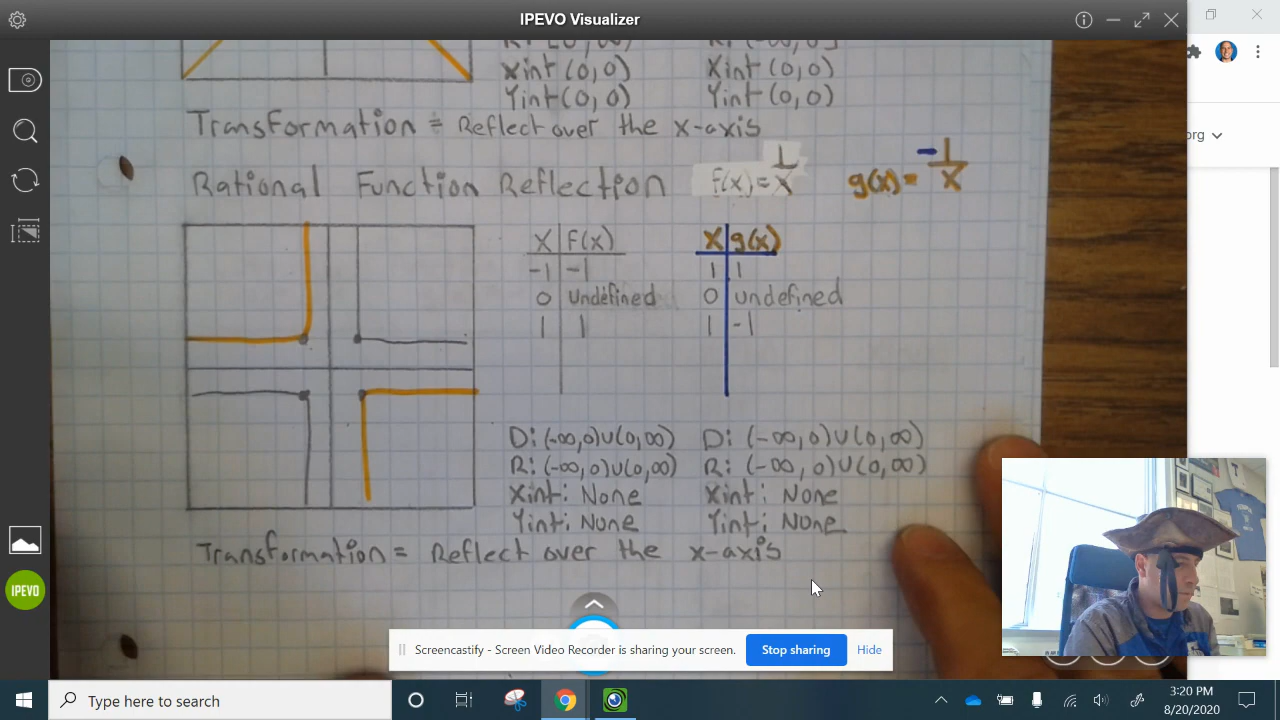 IPEVO Visualizer
R: [0, ∞) R: (-∞, 0]
Xint (0, 0) Xint (0, 0)
Yint (0, 0) Yint (0, 0)
Transformation = Reflect over the x-axis
Rational Function Reflection f(x) = 1/x g(x) = -1/x
X f(x) X g(x)
-1 -1 1 1
0 undefined 0 undefined
1 1 1 -1
D: (-∞, 0) U (0, ∞) D: (-∞, 0) U (0, ∞)
R: (-∞, 0) U (0, ∞) R: (-∞, 0) U (0, ∞)
Xint: None Xint: None
Yint: None Yint: None
Transformation = Reflect over the x-axis
org
IPEVO
Screencastify - Screen Video Recorder is sharing your screen. Stop sharing Hide
Type here to search
3:20 PM
8/20/2020